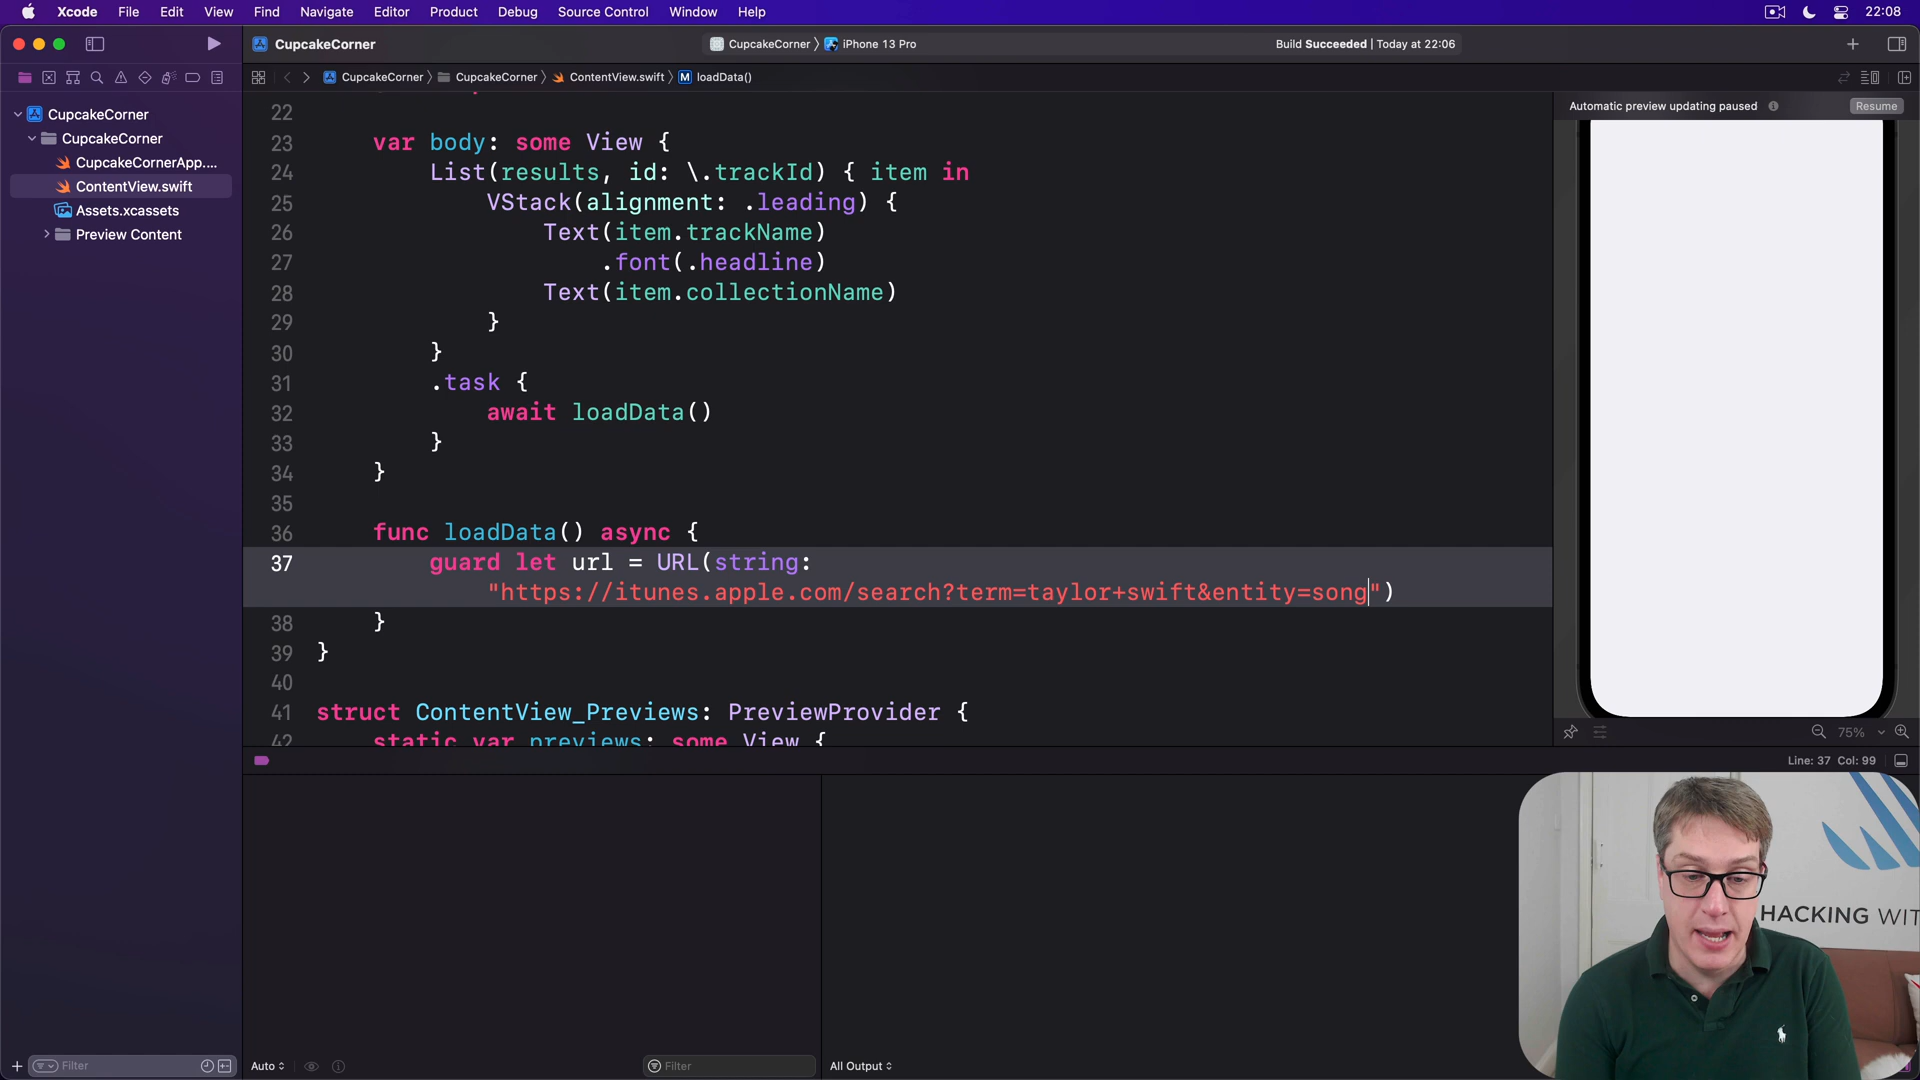 Xcode File Edit View Find Navigate Editor Product Debug Source Control Window Help 22:08
CupcakeCorner CupcakeCorner iPhone 13 Pro Build Succeeded | Today at 22:06
CupcakeCorner CupcakeCorner ContentView.swift M loadData()
CupcakeCorner
CupcakeCorner
CupcakeCornerApp....
ContentView.swift
Assets.xcassets
Preview Content
22
23 var body: some View {
24 List(results, id: \.trackId) { item in
25 VStack(alignment: .leading) {
26 Text(item.trackName)
27 .font(.headline)
28 Text(item.collectionName)
29 }
30 }
31 .task {
32 await loadData()
33 }
34 }
35
36 func loadData() async {
37 guard let url = URL(string:
"https://itunes.apple.com/search?term=taylor+swift&entity=song")
38 }
39 }
40
41 struct ContentView_Previews: PreviewProvider {
42 static var previews: some View {
Automatic preview updating paused Resume
75%
Line: 37 Col: 99
HACKING WIT
Filter
Auto
Filter
All Output